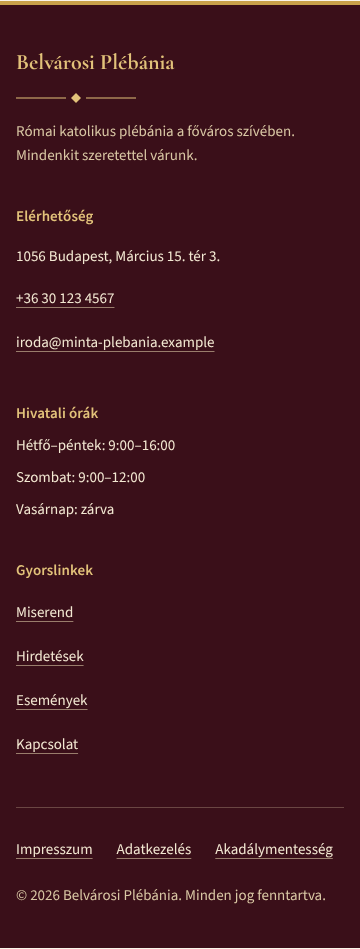 Belvárosi Plébánia
Római katolikus plébánia a főváros szívében.
Mindenkit szeretettel várunk.
Elérhetőség
1056 Budapest, Március 15. tér 3.
+36 30 123 4567
iroda@minta-plebania.example
Hivatali órák
Hétfő–péntek: 9:00–16:00
Szombat: 9:00–12:00
Vasárnap: zárva
Gyorslinkek
Miserend
Hirdetések
Események
Kapcsolat
Impresszum Adatkezelés Akadálymentesség
© 2026 Belvárosi Plébánia. Minden jog fenntartva.